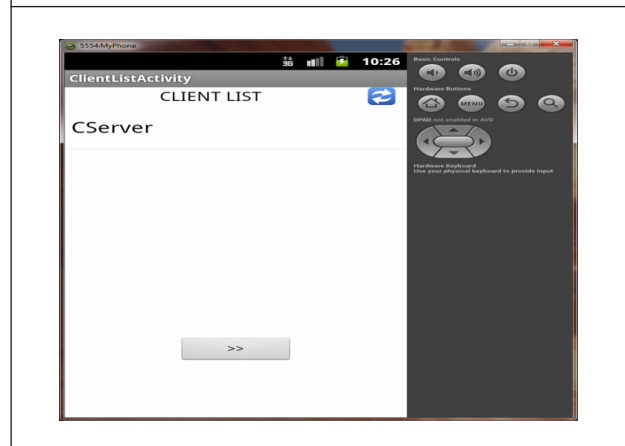 5554:MyPhone
3G 10:26
ClientListActivity
CLIENT LIST
CServer
>>
Basic Controls
Hardware Buttons
MENU
DPAD not enabled in AVD
Hardware Keyboard
Use your physical keyboard to provide input